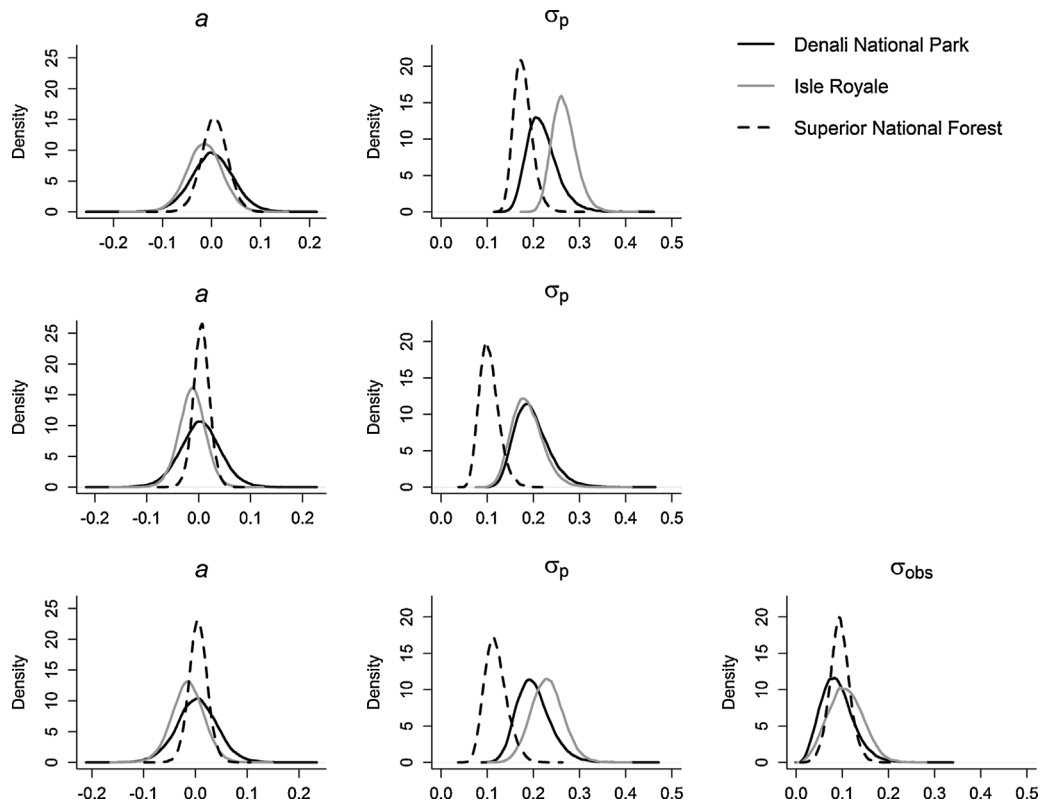 a
σp
Denali National Park
Isle Royale
Superior National Forest
Density
0 5 10 15 20 25
-0.2 -0.1 0.0 0.1 0.2
Density
0 5 10 15 20
0.0 0.1 0.2 0.3 0.4 0.5
a
σp
Density
0 5 10 15 20 25
-0.2 -0.1 0.0 0.1 0.2
Density
0 5 10 15 20
0.0 0.1 0.2 0.3 0.4 0.5
a
σp
σobs
Density
0 5 10 15 20 25
-0.2 -0.1 0.0 0.1 0.2
Density
0 5 10 15 20
0.0 0.1 0.2 0.3 0.4 0.5
Density
0 5 10 15 20
0.0 0.1 0.2 0.3 0.4 0.5